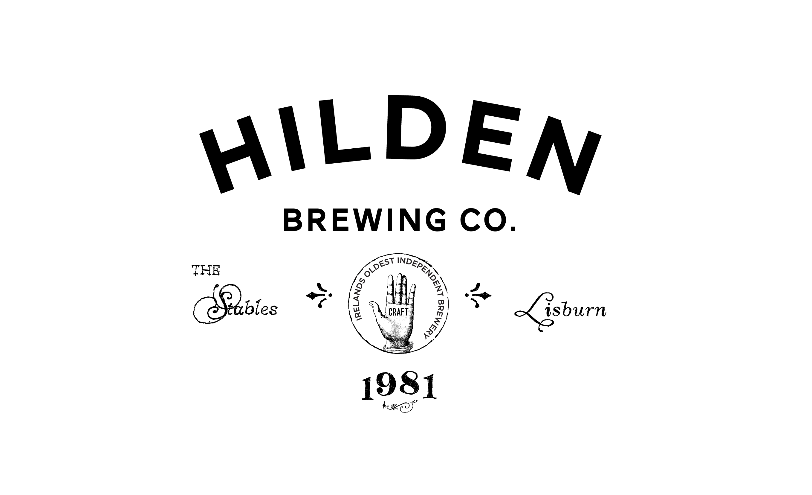 HILDEN
BREWING CO.
THE
Stables
IRELANDS OLDEST INDEPENDENT BREWERY
CRAFT
Lisburn
1981